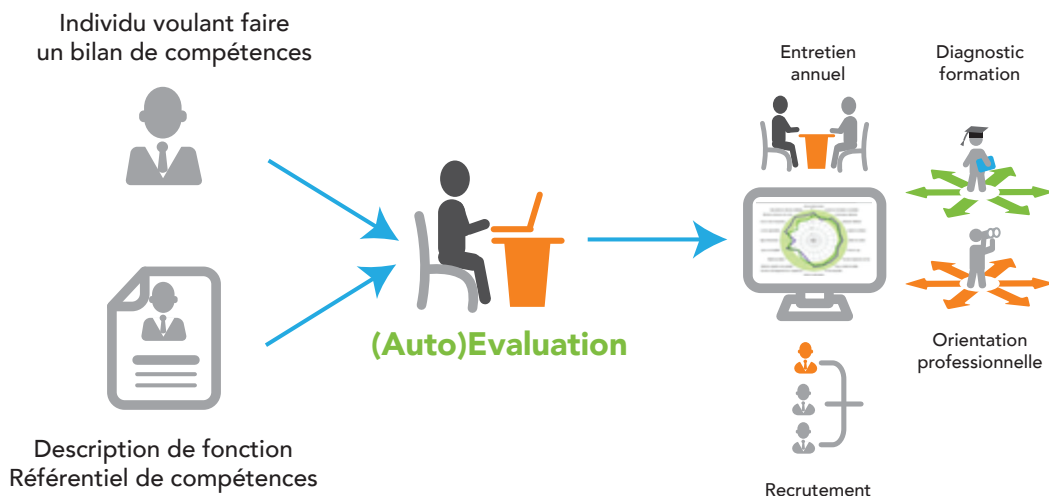 Individu voulant faire
un bilan de compétences
Description de fonction
Référentiel de compétences
(Auto)Evaluation
Entretien
annuel
Diagnostic
formation
Orientation
professionnelle
Recrutement